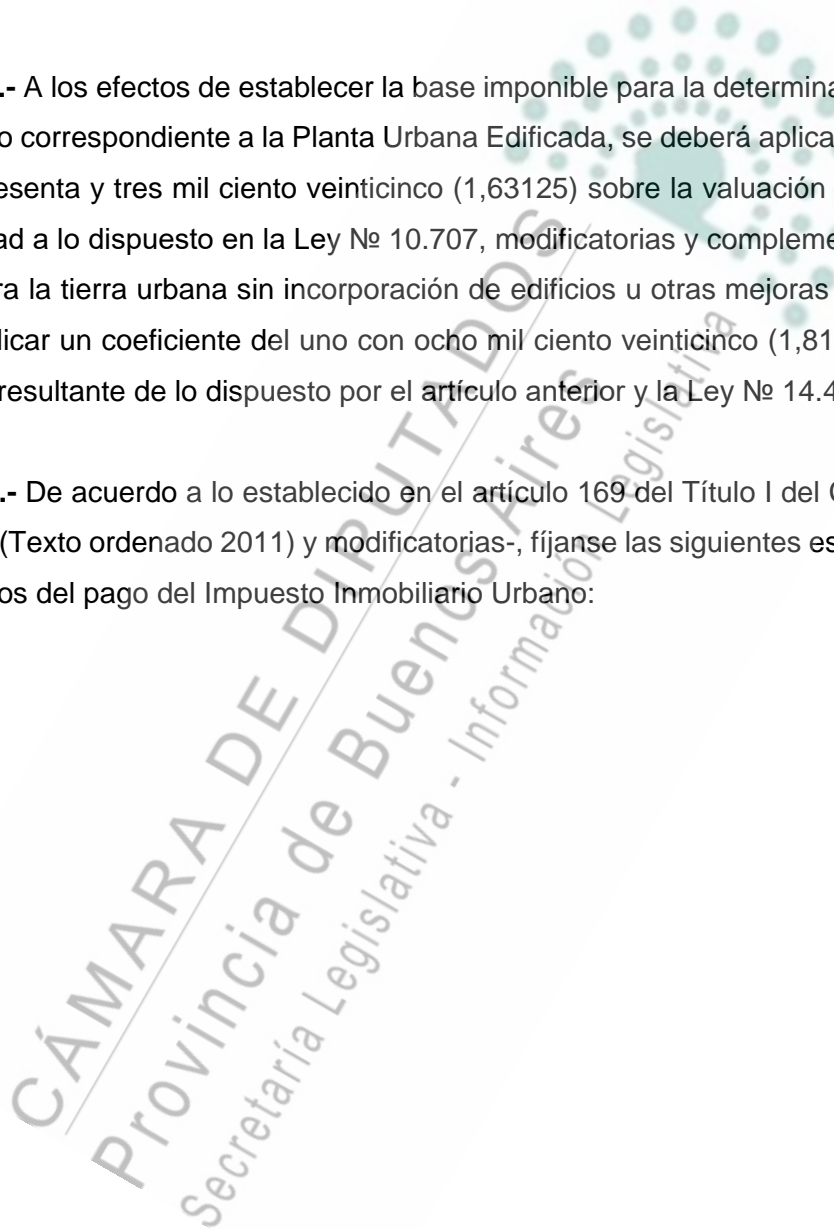 .- A los efectos de establecer la base imponible para la determina
o correspondiente a la Planta Urbana Edificada, se deberá aplica
esenta y tres mil ciento veinticinco (1,63125) sobre la valuación
ad a lo dispuesto en la Ley № 10.707, modificatorias y compleme
ra la tierra urbana sin incorporación de edificios u otras mejoras
licar un coeficiente del uno con ocho mil ciento veinticinco (1,81
resultante de lo dispuesto por el artículo anterior y la Ley № 14.4
.- De acuerdo a lo establecido en el artículo 169 del Título I del C
(Texto ordenado 2011) y modificatorias-, fíjanse las siguientes es
os del pago del Impuesto Inmobiliario Urbano:
CÁMARA DE DIPUTADOS
Provincia de Buenos Aires
Secretaría Legislativa - Información Legislativa